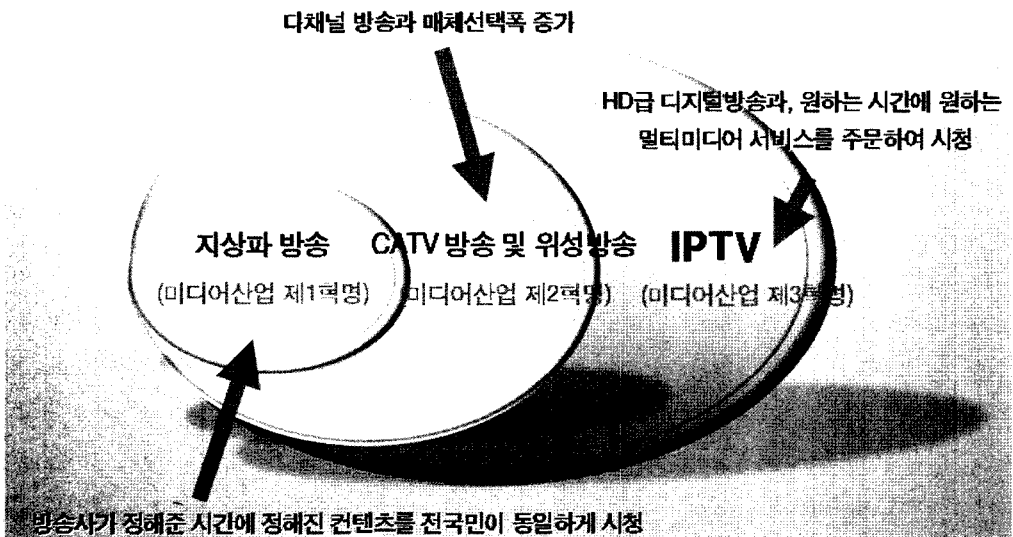 다채널 방송과 매체선택폭 증가
HD급 디지털방송과, 원하는 시간에 원하는
멀티미디어 서비스를 주문하여 시청
지상파 방송 CATV 방송 및 위성방송 IPTV
(미디어산업 제1혁명) (미디어산업 제2혁명) (미디어산업 제3혁명)
방송사가 정해준 시간에 정해진 컨텐츠를 전국민이 동일하게 시청